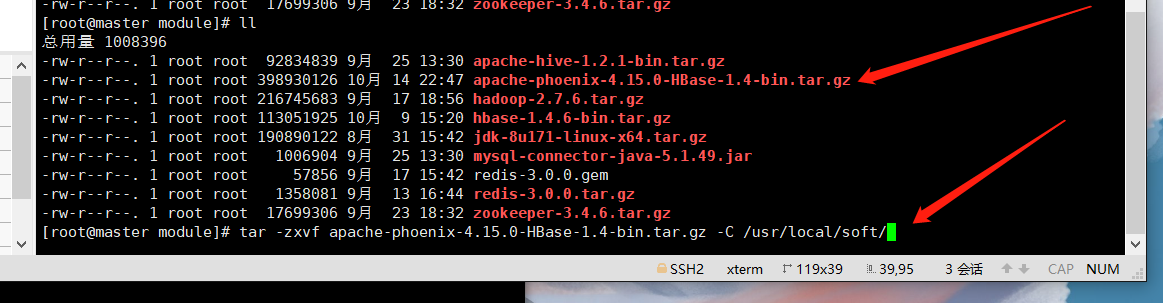 -rw-r--r--. 1 root root  17699306 9月  23 18:32 zookeeper-3.4.6.tar.gz
[root@master module]# ll
总用量 1008396
-rw-r--r--. 1 root root  92834839 9月  25 13:30 apache-hive-1.2.1-bin.tar.gz
-rw-r--r--. 1 root root 398930126 10月 14 22:47 apache-phoenix-4.15.0-HBase-1.4-bin.tar.gz
-rw-r--r--. 1 root root 216745683 9月  17 18:56 hadoop-2.7.6.tar.gz
-rw-r--r--. 1 root root 113051925 10月  9 15:20 hbase-1.4.6-bin.tar.gz
-rw-r--r--. 1 root root 190890122 8月  31 15:42 jdk-8u171-linux-x64.tar.gz
-rw-r--r--. 1 root root   1006904 9月  25 13:30 mysql-connector-java-5.1.49.jar
-rw-r--r--. 1 root root     57856 9月  17 15:42 redis-3.0.0.gem
-rw-r--r--. 1 root root   1358081 9月  13 16:44 redis-3.0.0.tar.gz
-rw-r--r--. 1 root root  17699306 9月  23 18:32 zookeeper-3.4.6.tar.gz
[root@master module]# tar -zxvf apache-phoenix-4.15.0-HBase-1.4-bin.tar.gz -C /usr/local/soft/
SSH2 xterm 119x39 39,95 3 会话 CAP NUM